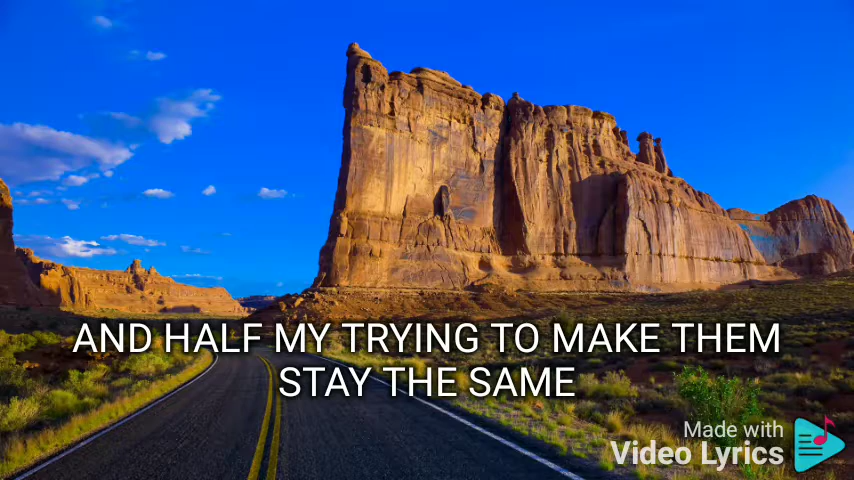 AND HALF MY TRYING TO MAKE THEM
STAY THE SAME
Made with
Video Lyrics